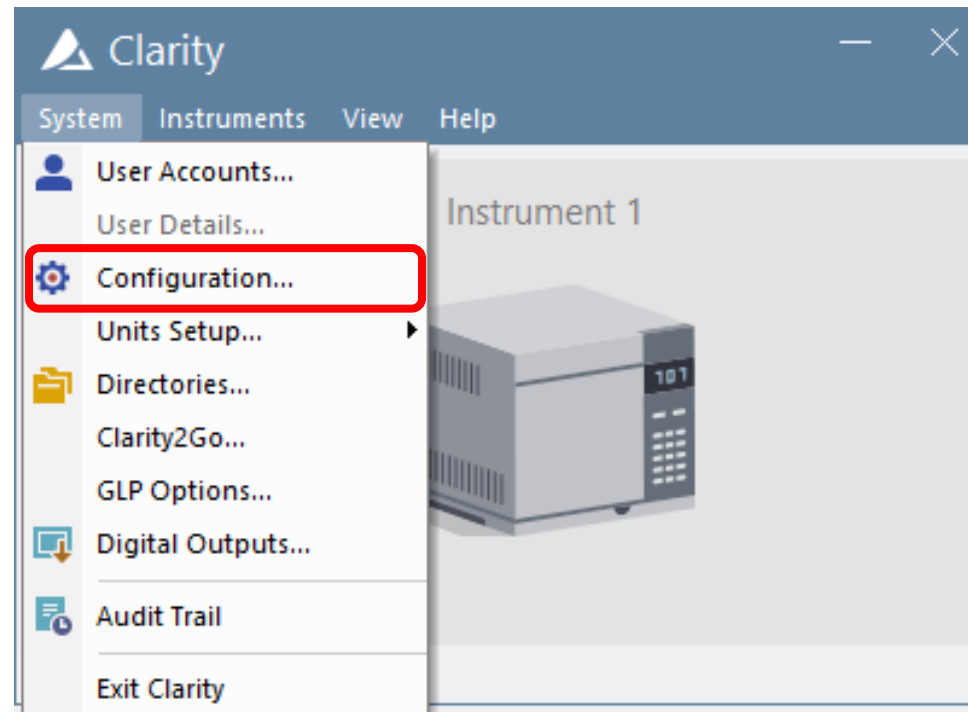 Clarity
System Instruments View Help
User Accounts...
User Details...
Instrument 1
Configuration...
Units Setup...
Directories...
101
Clarity2Go...
GLP Options...
Digital Outputs...
Audit Trail
Exit Clarity